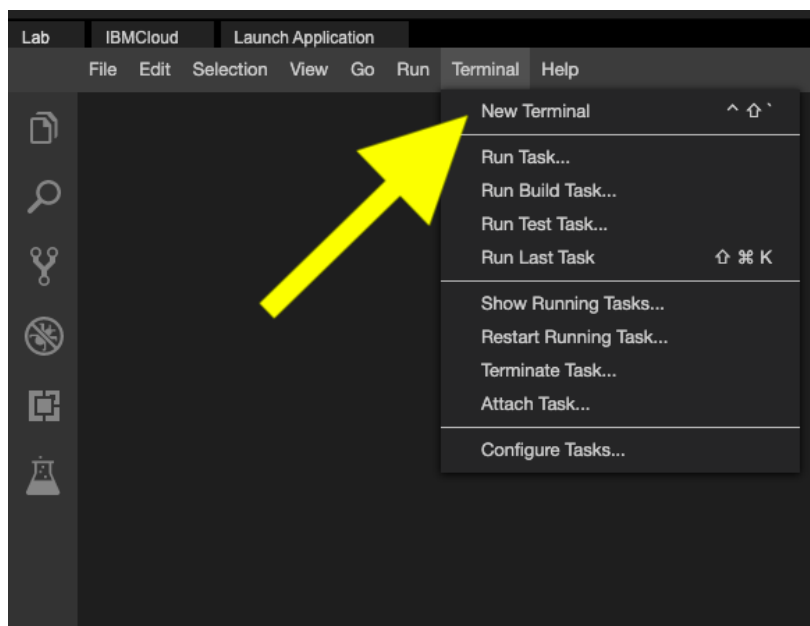 Lab IBMCloud Launch Application
File Edit Selection View Go Run Terminal Help
New Terminal ^ ⇧ `
Run Task...
Run Build Task...
Run Test Task...
Run Last Task ⇧ ⌘ K
Show Running Tasks...
Restart Running Task...
Terminate Task...
Attach Task...
Configure Tasks...